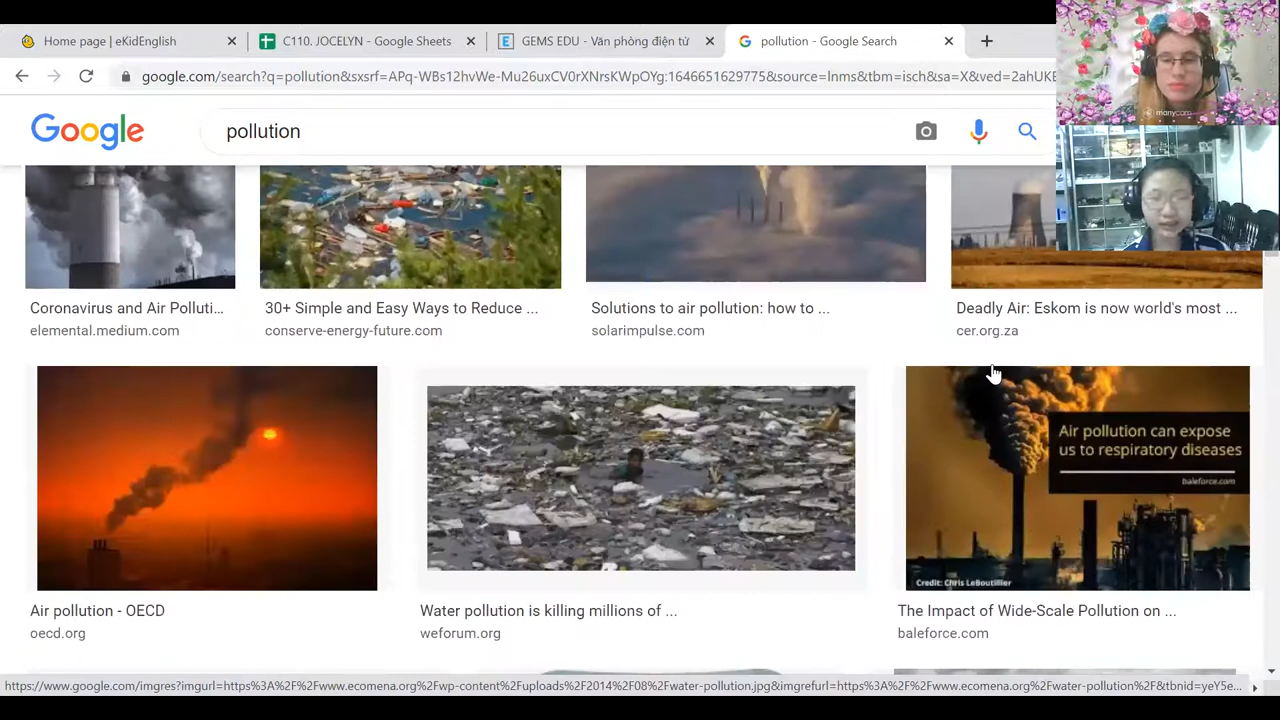 Home page | eKidEnglish
C110. JOCELYN - Google Sheets
GEMS EDU - Văn phòng điện tử
pollution - Google Search
google.com/search?q=pollution&sxsrf=APq-WBs12hvWe-Mu26uxCV0rXNrsKWpOYg:1646651629775&source=lnms&tbm=isch&sa=X&ved=2ahUKE
manycam
Google
pollution
Coronavirus and Air Polluti...
elemental.medium.com
30+ Simple and Easy Ways to Reduce ...
conserve-energy-future.com
Solutions to air pollution: how to ...
solarimpulse.com
Deadly Air: Eskom is now world's most ...
cer.org.za
Air pollution can expose
us to respiratory diseases
baleforce.com
Credit: Chris LeBoutillier
Air pollution - OECD
oecd.org
Water pollution is killing millions of ...
weforum.org
The Impact of Wide-Scale Pollution on ...
baleforce.com
https://www.google.com/imgres?imgurl=https%3A%2F%2Fwww.ecomena.org%2Fwp-content%2Fuploads%2F2014%2F08%2Fwater-pollution.jpg&imgrefurl=https%3A%2F%2Fwww.ecomena.org%2Fwater-pollution%2F&tbnid=yeY5e...